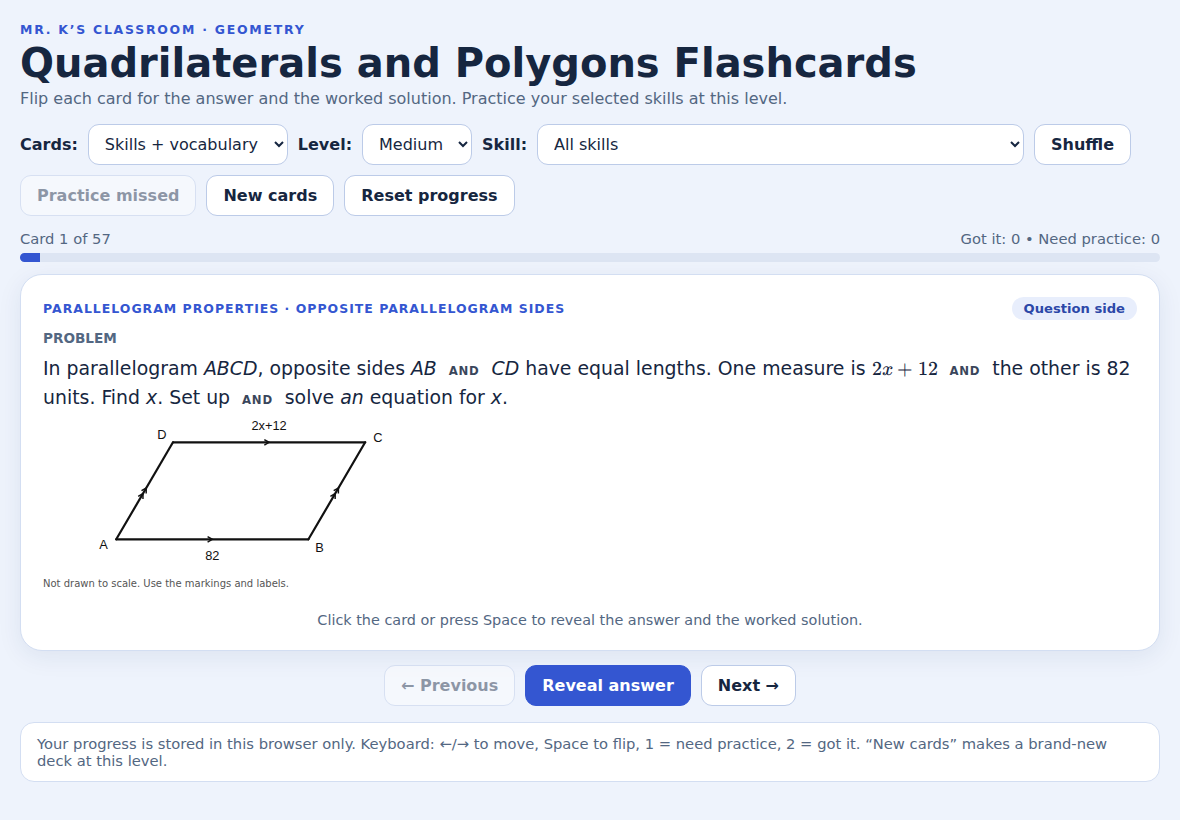 MR. K’S CLASSROOM · GEOMETRY
Quadrilaterals and Polygons Flashcards
Flip each card for the answer and the worked solution. Practice your selected skills at this level.
Cards: Skills + vocabulary Level: Medium Skill: All skills Shuffle
Practice missed New cards Reset progress
Card 1 of 57 Got it: 0 • Need practice: 0
PARALLELOGRAM PROPERTIES · OPPOSITE PARALLELOGRAM SIDES Question side
PROBLEM
In parallelogram ABCD, opposite sides AB AND CD have equal lengths. One measure is 2x + 12 AND the other is 82
units. Find x. Set up AND solve an equation for x.
2x+12
D C
A B
82
Not drawn to scale. Use the markings and labels.
Click the card or press Space to reveal the answer and the worked solution.
← Previous Reveal answer Next →
Your progress is stored in this browser only. Keyboard: ←/→ to move, Space to flip, 1 = need practice, 2 = got it. “New cards” makes a brand-new
deck at this level.